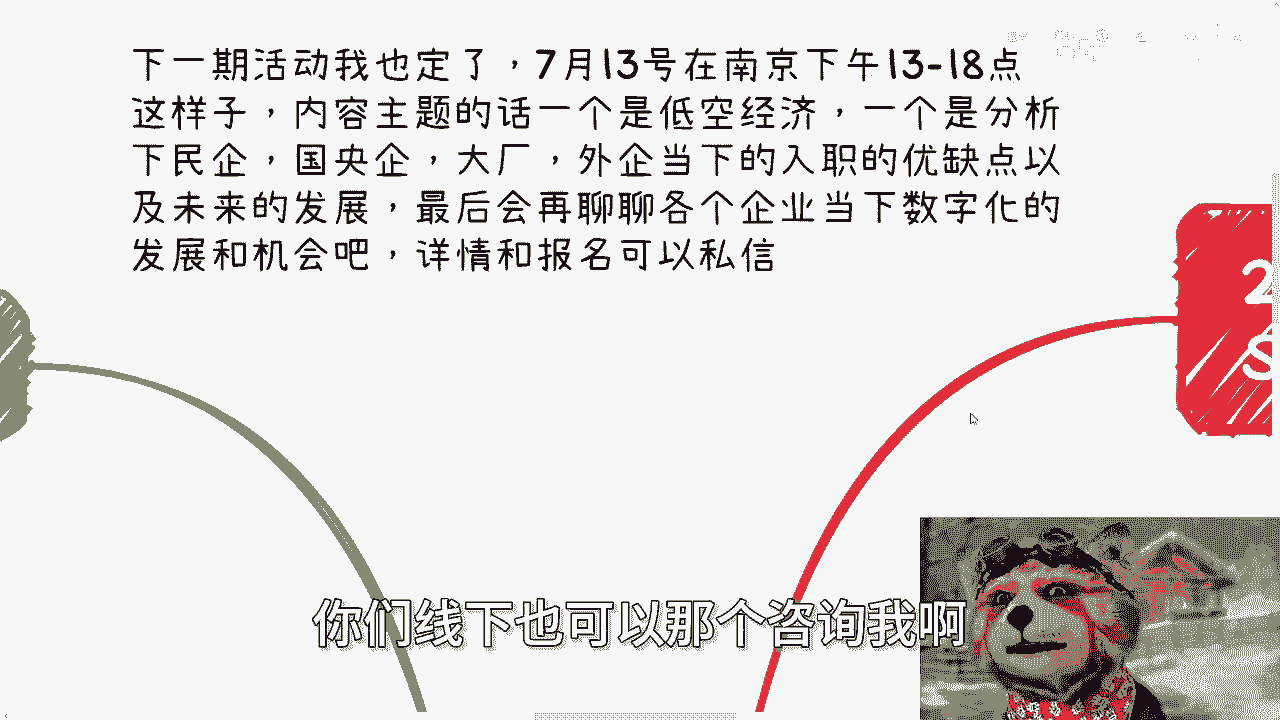 下一期活动我也定了，7月13号在南京下午13-18点
这样子，内容主题的话一个是低空经济，一个是分析
下民企，国央企，大厂，外企当下的入职的优缺点以
及未来的发展，最后会再聊聊各个企业当下数字化的
发展和机会吧，详情和报名可以私信
2
S
你们线下也可以那个咨询我啊